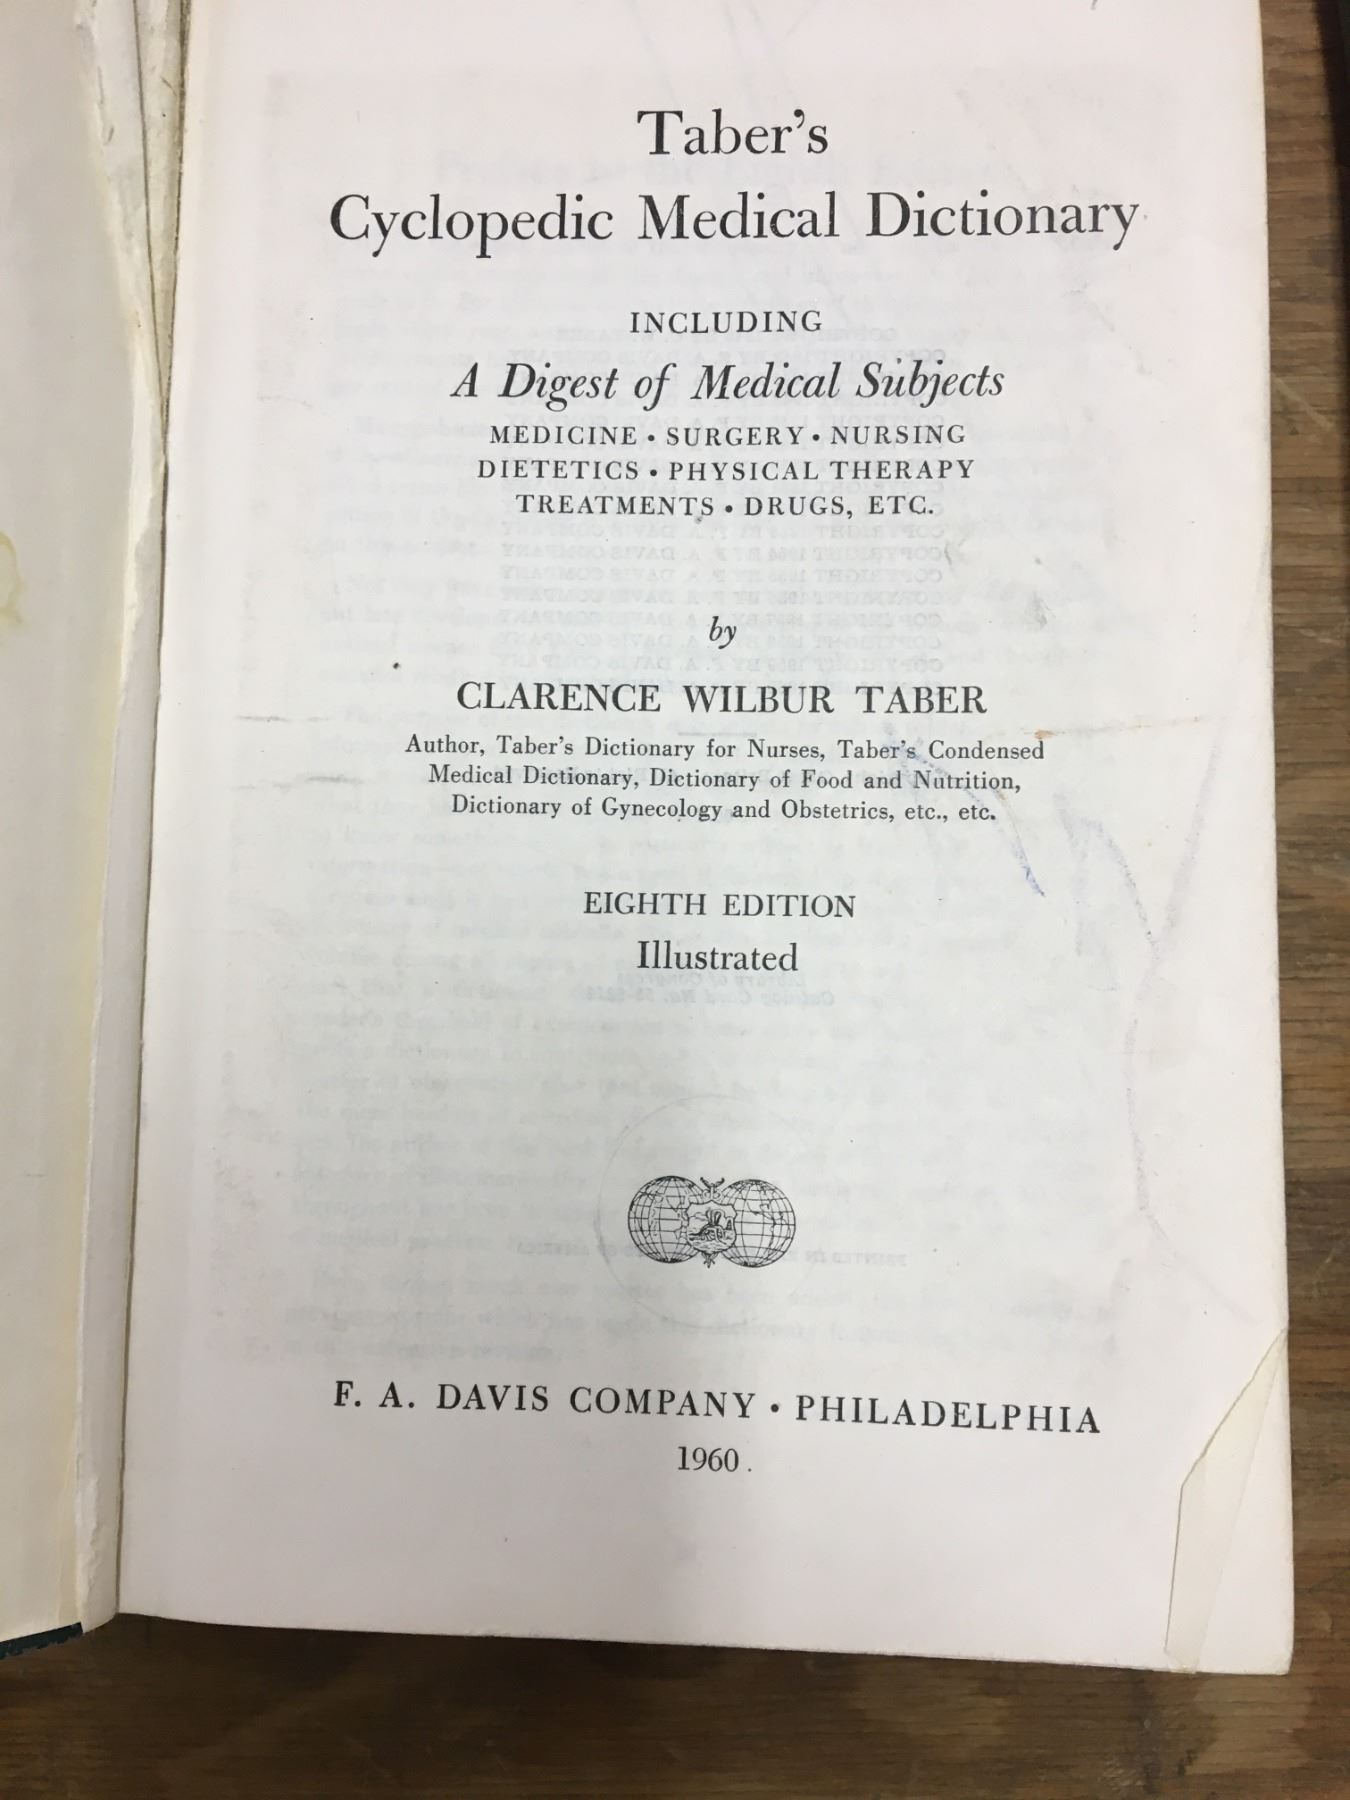 Taber's
Cyclopedic Medical Dictionary
INCLUDING
A Digest of Medical Subjects
MEDICINE • SURGERY • NURSING
DIETETICS • PHYSICAL THERAPY
TREATMENTS • DRUGS, ETC.
by
CLARENCE WILBUR TABER
Author, Taber's Dictionary for Nurses, Taber's Condensed
Medical Dictionary, Dictionary of Food and Nutrition,
Dictionary of Gynecology and Obstetrics, etc., etc.
EIGHTH EDITION
Illustrated
F. A. DAVIS COMPANY • PHILADELPHIA
1960